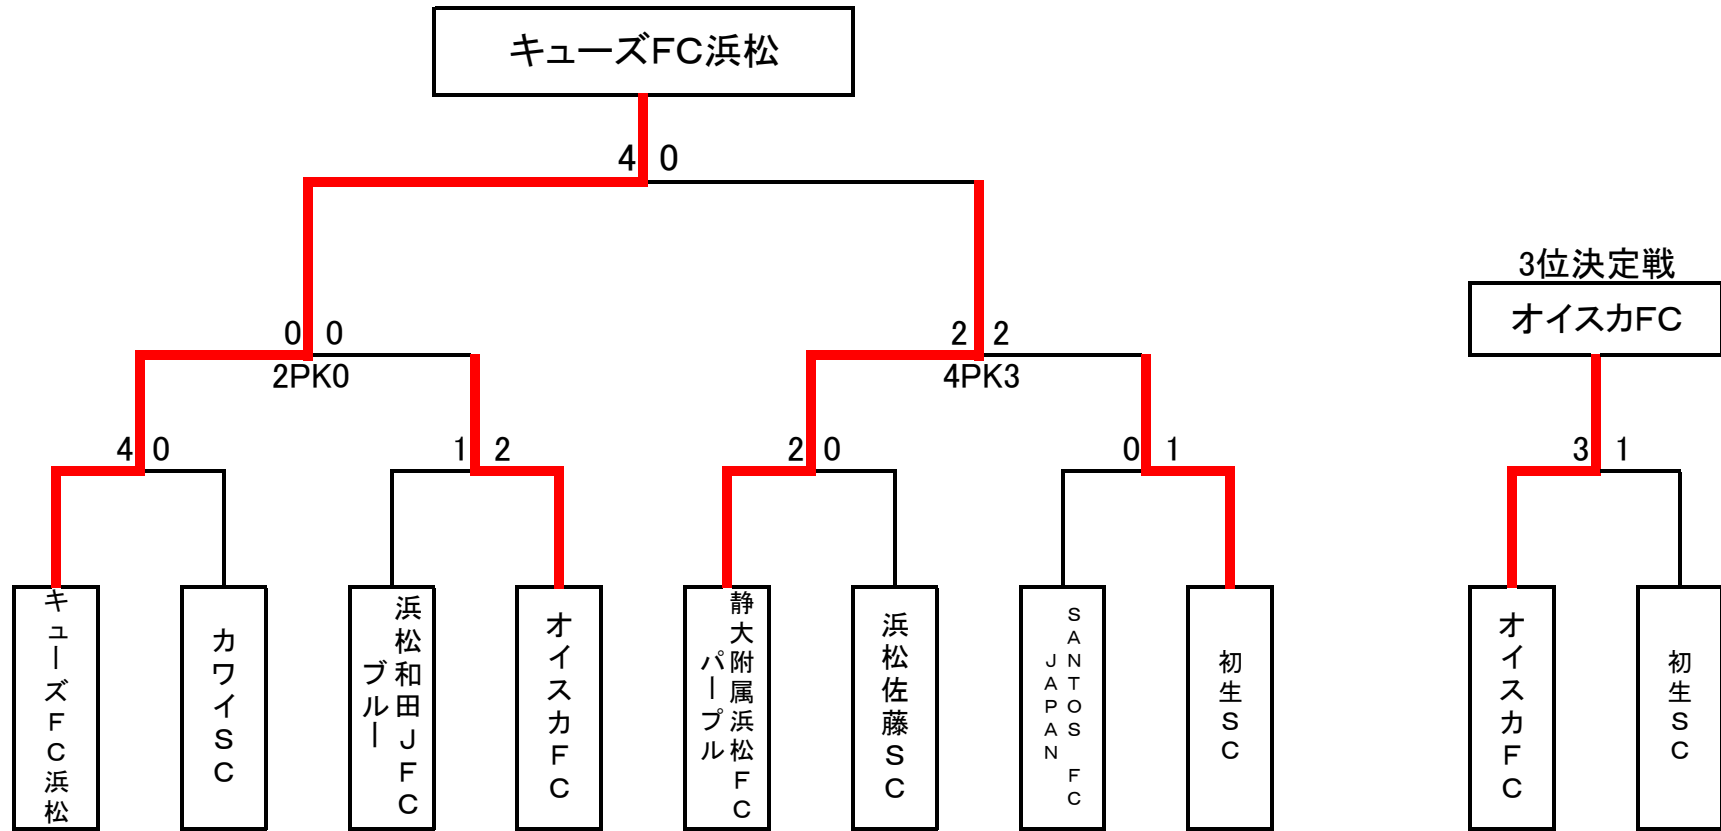 キューズFC浜松
4 0
3位決定戦
オイスカFC
0 0
2PK0
2 2
4PK3
4 0
1 2
2 0
0 1
3 1
キューズFC浜松
カワイSC
浜松和田JFC
ブルー
オイスカFC
静大附属浜松FC
パープル
浜松佐藤SC
SANTOS FC
JAPAN
初生SC
オイスカFC
初生SC